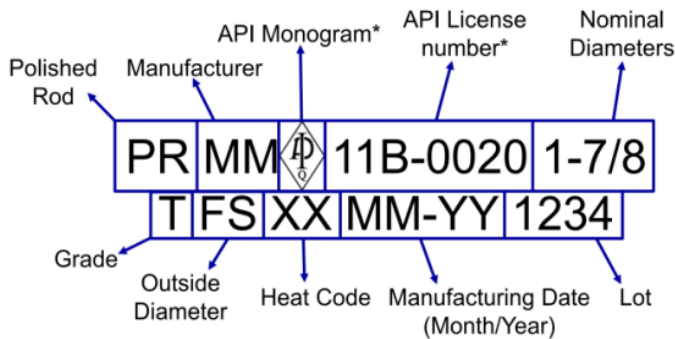 API Monogram*
API License
number*
Nominal
Diameters
Polished
Rod
Manufacturer
PR MM API Q 11B-0020 1-7/8
T FS XX MM-YY 1234
Grade
Outside
Diameter
Heat Code
Manufacturing Date
(Month/Year)
Lot